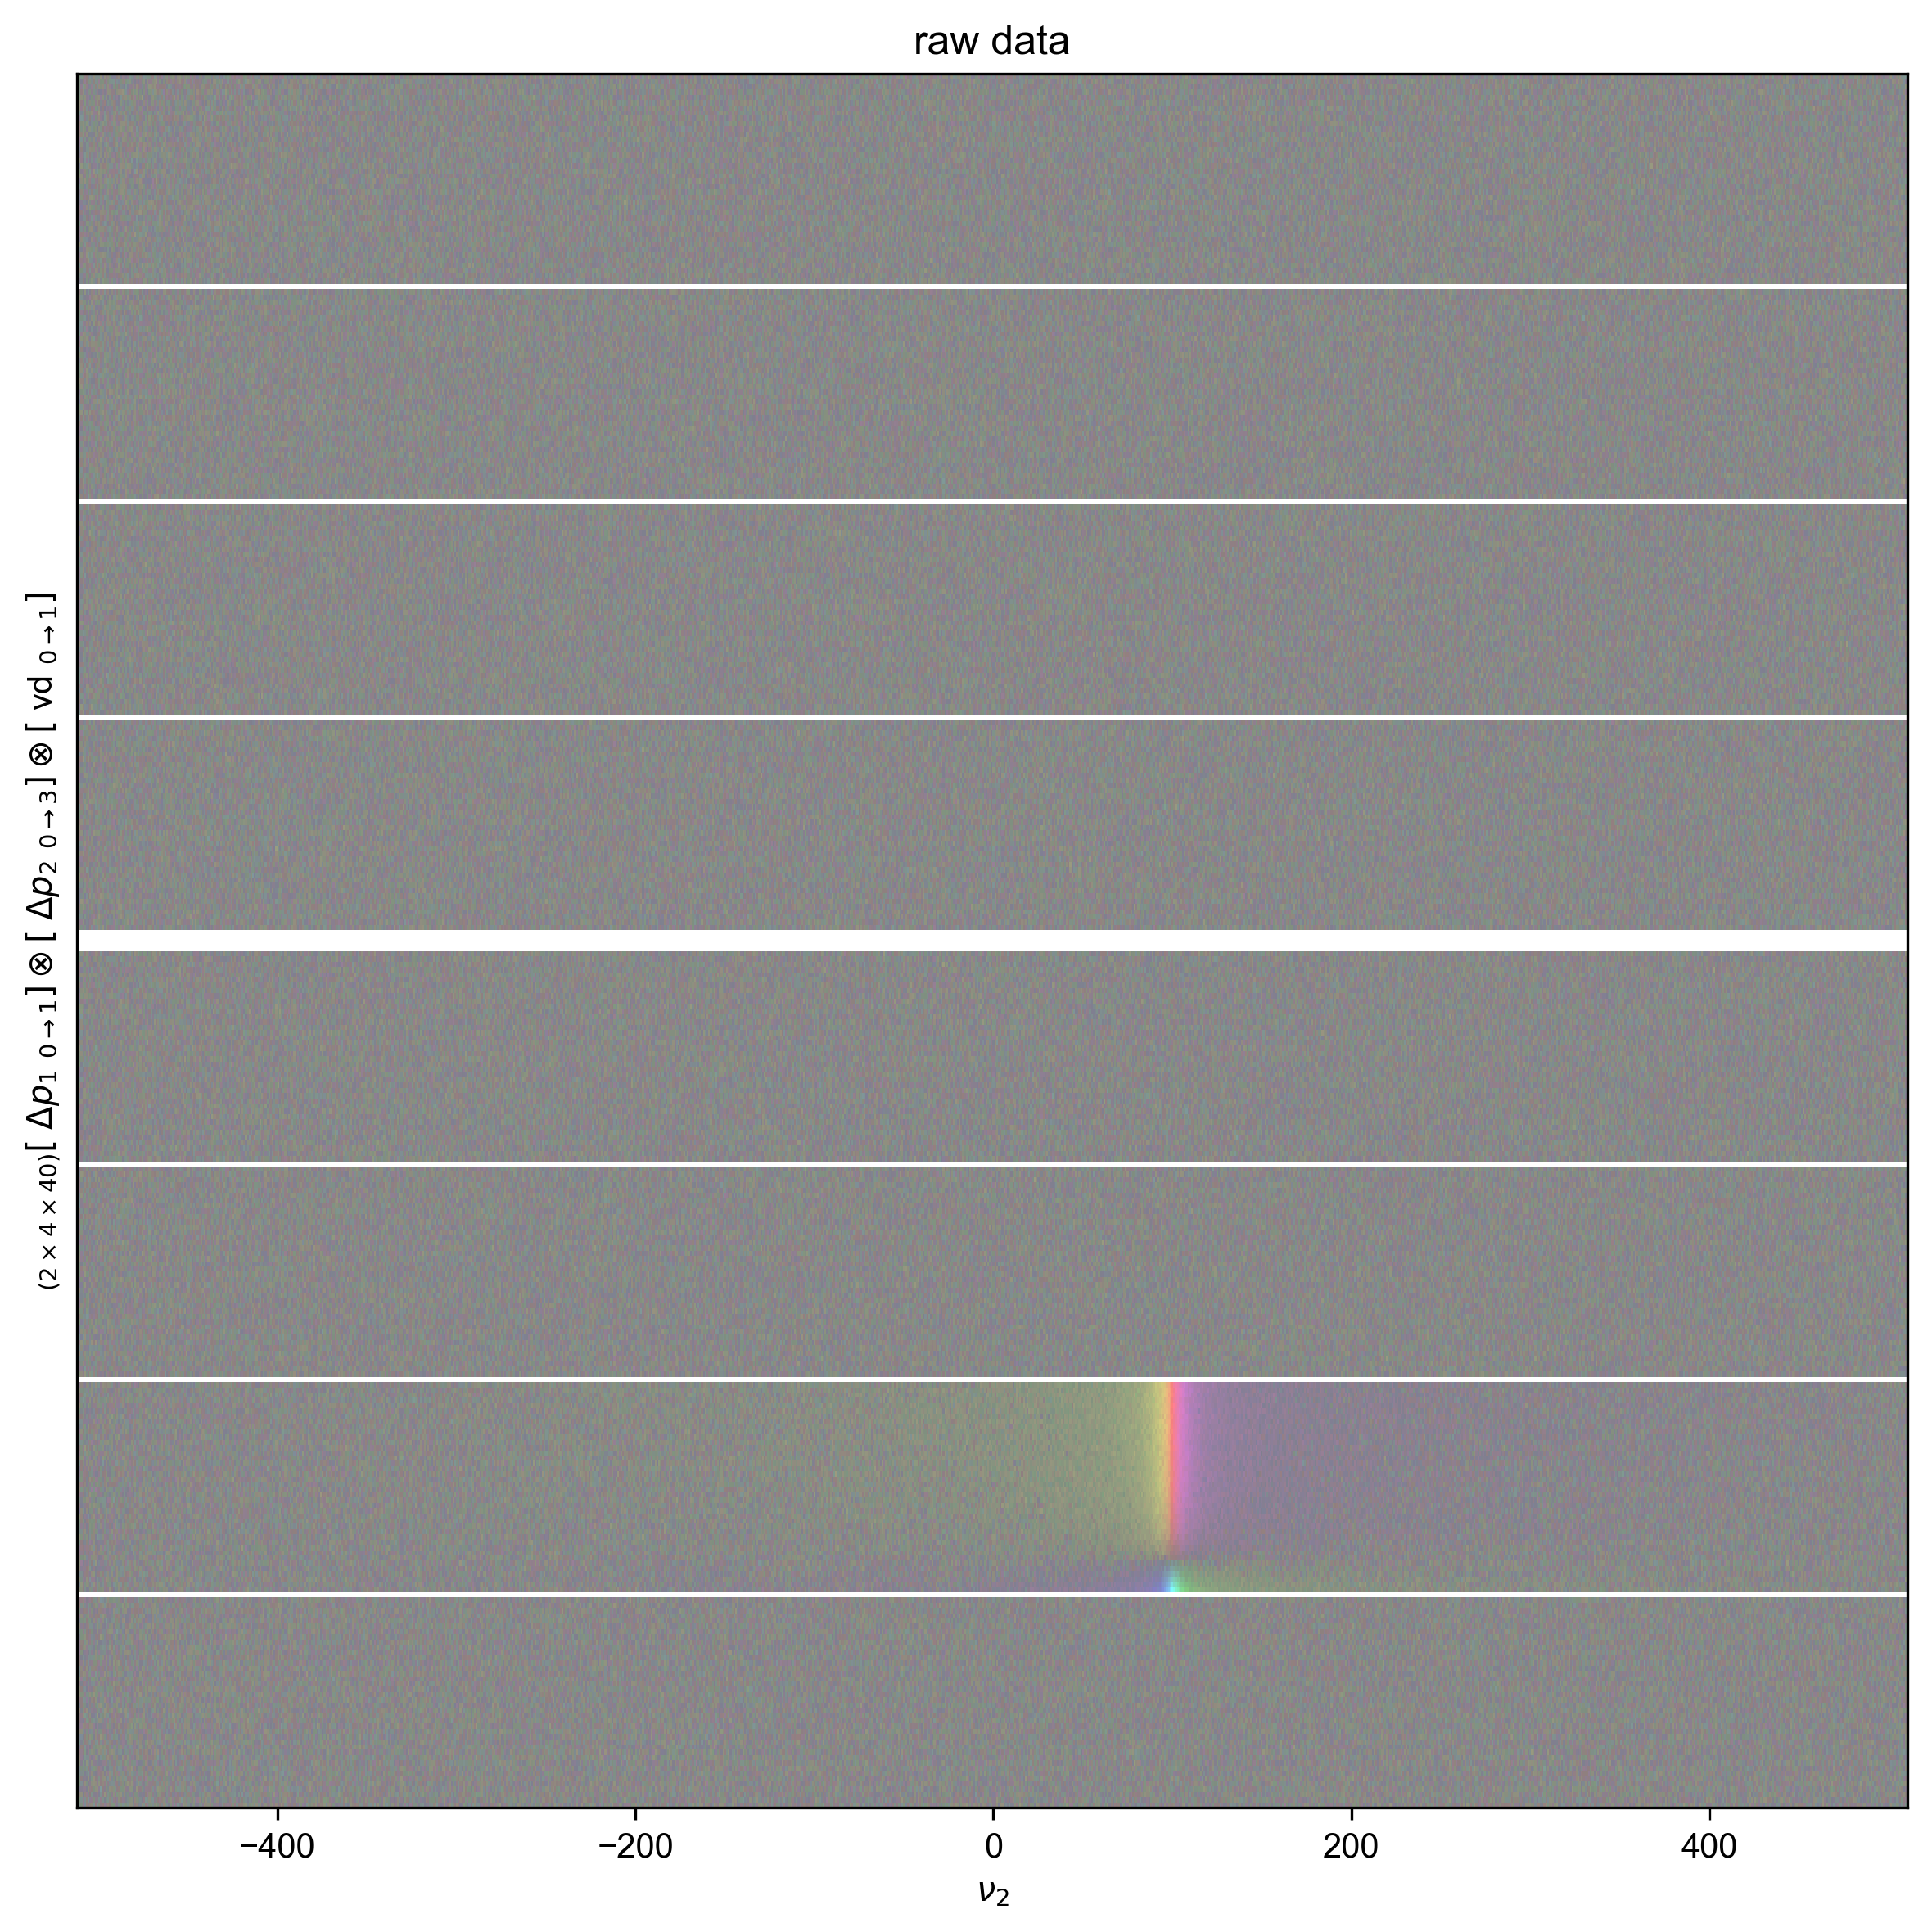 raw data
(2 × 4 × 40)[ Δp₁ ₀→₁] ⊗ [ Δp₂ ₀→₃] ⊗ [ vd ₀→₁]
−400 −200 0 200 400
ν₂